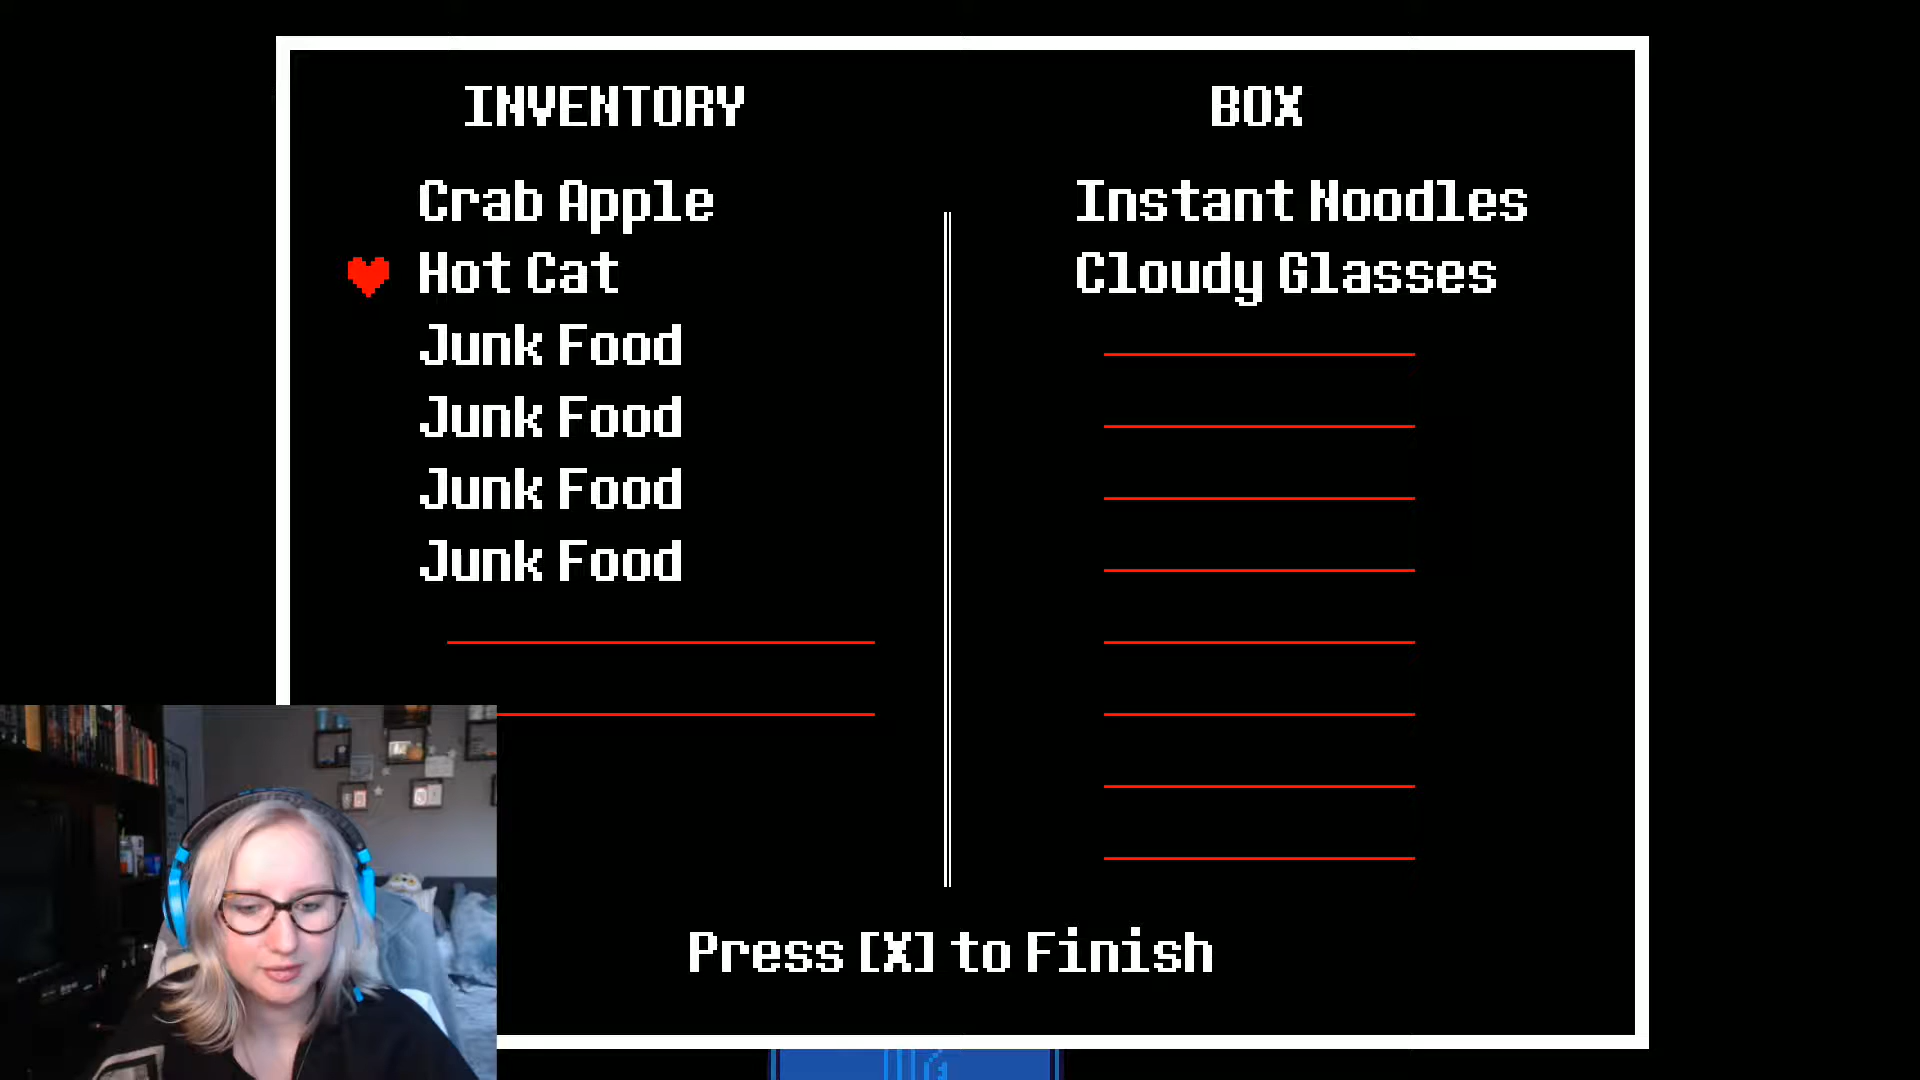 INVENTORY
Crab Apple
Hot Cat
Junk Food
Junk Food
Junk Food
Junk Food
BOX
Instant Noodles
Cloudy Glasses
Press [X] to Finish